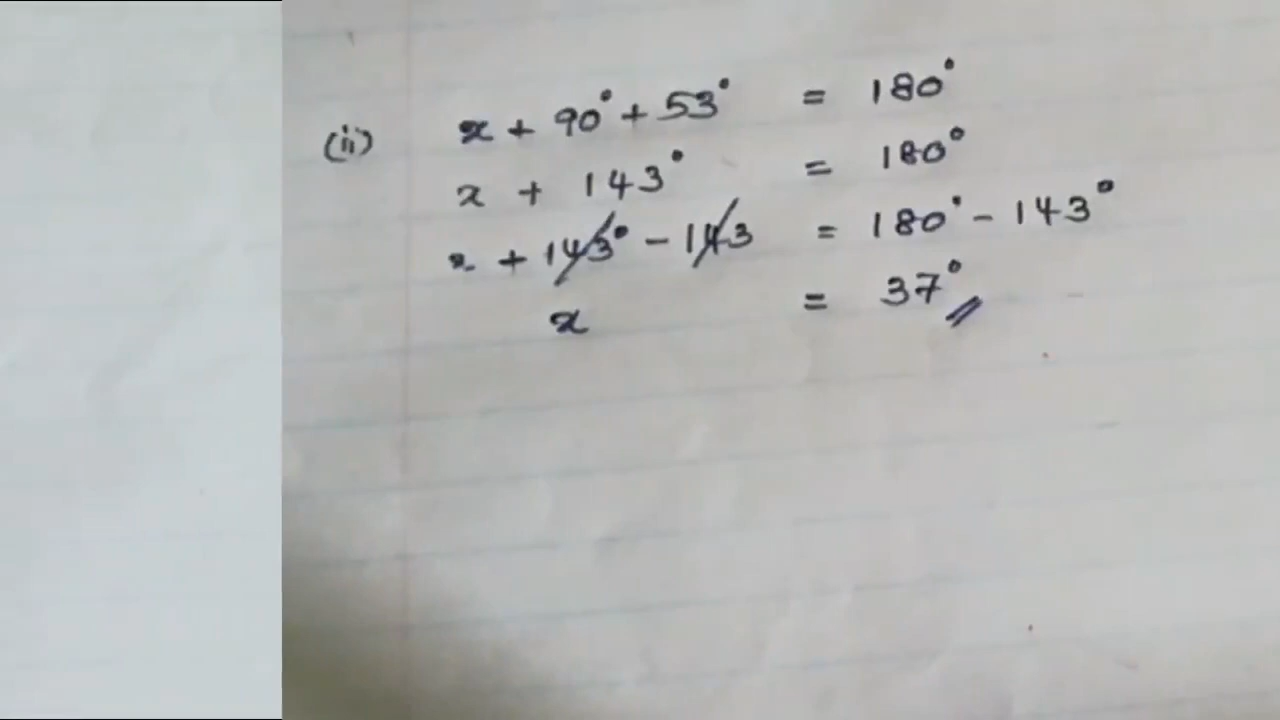 (ii) x + 90° + 53° = 180°
x + 143° = 180°
x + 143° - 143 = 180° - 143°
x = 37°